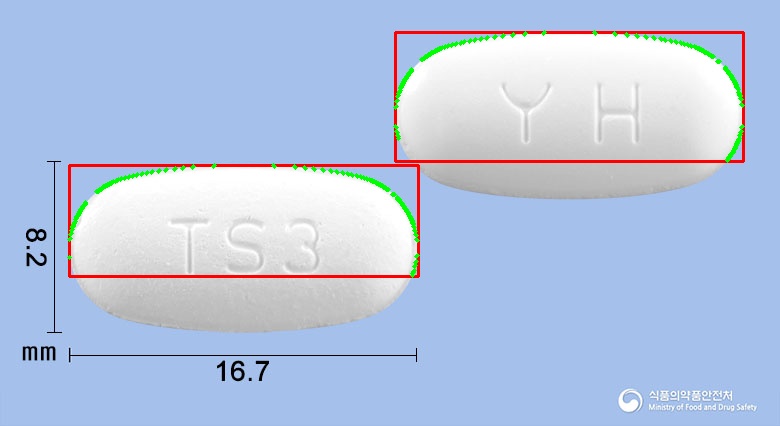 YH
TS3
8.2
mm
16.7
식품의약품안전처
Ministry of Food and Drug Safety